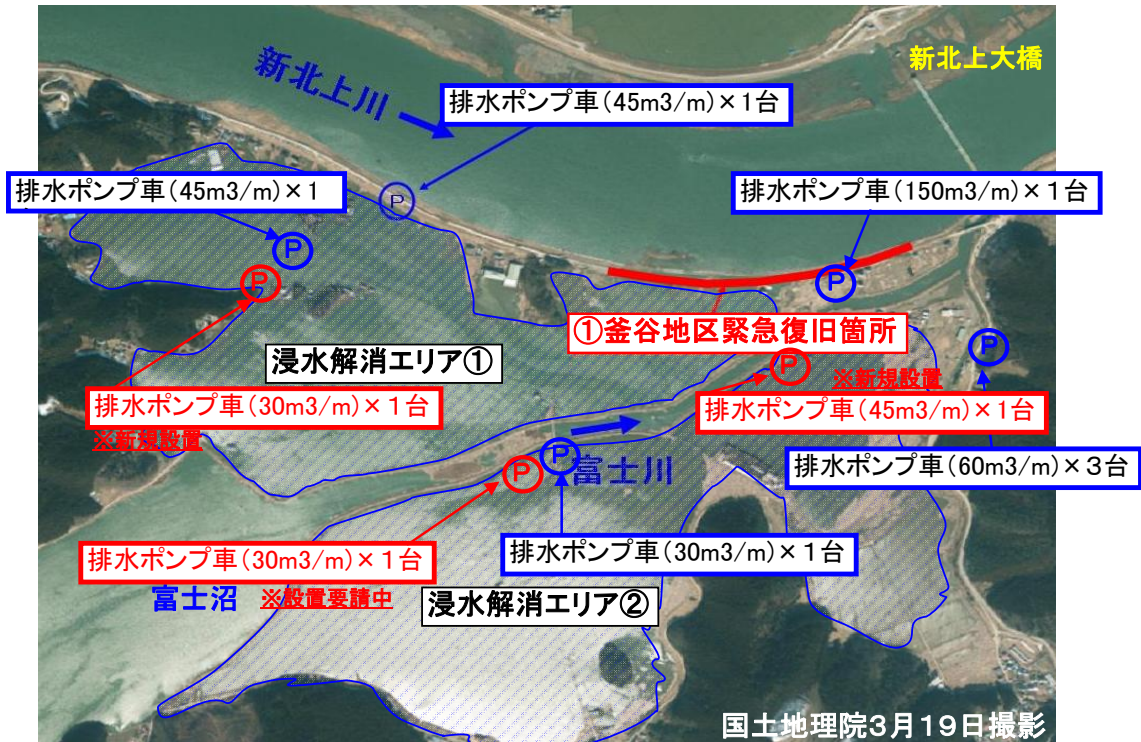 新北上大橋
新北上川
排水ポンプ車(45m3/m)×1台
排水ポンプ車(45m3/m)×1
排水ポンプ車(150m3/m)×1台
P
P
P
P
①釜谷地区緊急復旧箇所
浸水解消エリア①
P
P
※新規設置
排水ポンプ車(30m3/m)×1台
※新規設置
排水ポンプ車(45m3/m)×1台
P
P
富士川
排水ポンプ車(60m3/m)×3台
排水ポンプ車(30m3/m)×1台
排水ポンプ車(30m3/m)×1台
富士沼
※設置要請中
浸水解消エリア②
国土地理院3月19日撮影